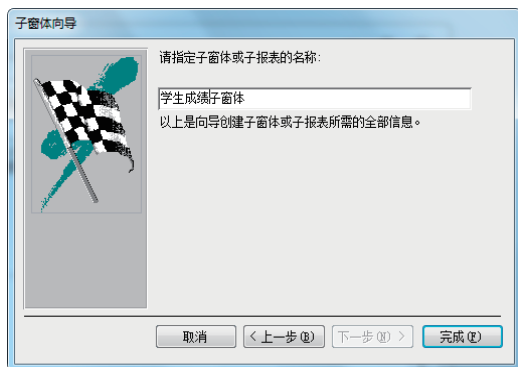 子窗体向导
请指定子窗体或子报表的名称:
学生成绩子窗体
以上是向导创建子窗体或子报表所需的全部信息。
取消 <上一步(B) 下一步(N)> 完成(F)